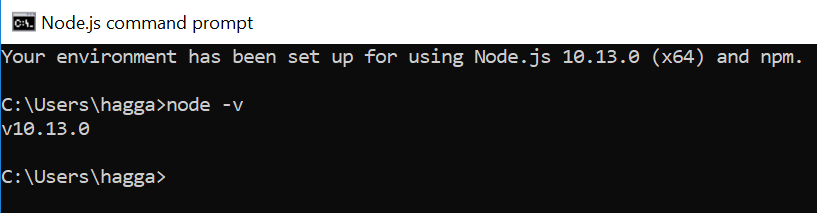 Node.js command prompt
Your environment has been set up for using Node.js 10.13.0 (x64) and npm.
C:\Users\hagga>node -v
v10.13.0
C:\Users\hagga>